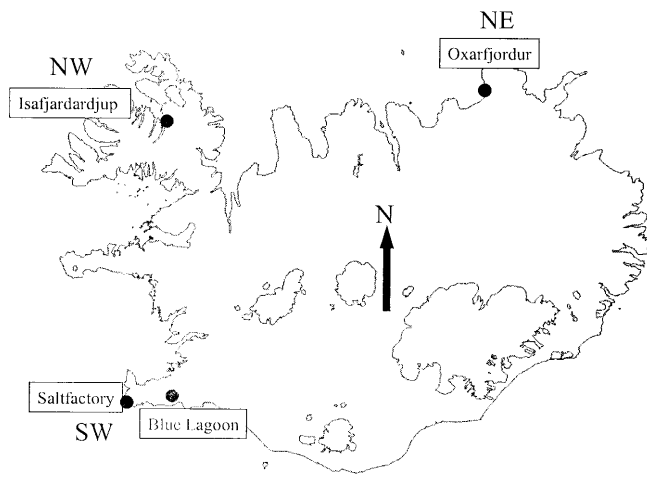 NE
Oxarfjordur
NW
Isafjardardjup
N
Saltfactory
SW
Blue Lagoon